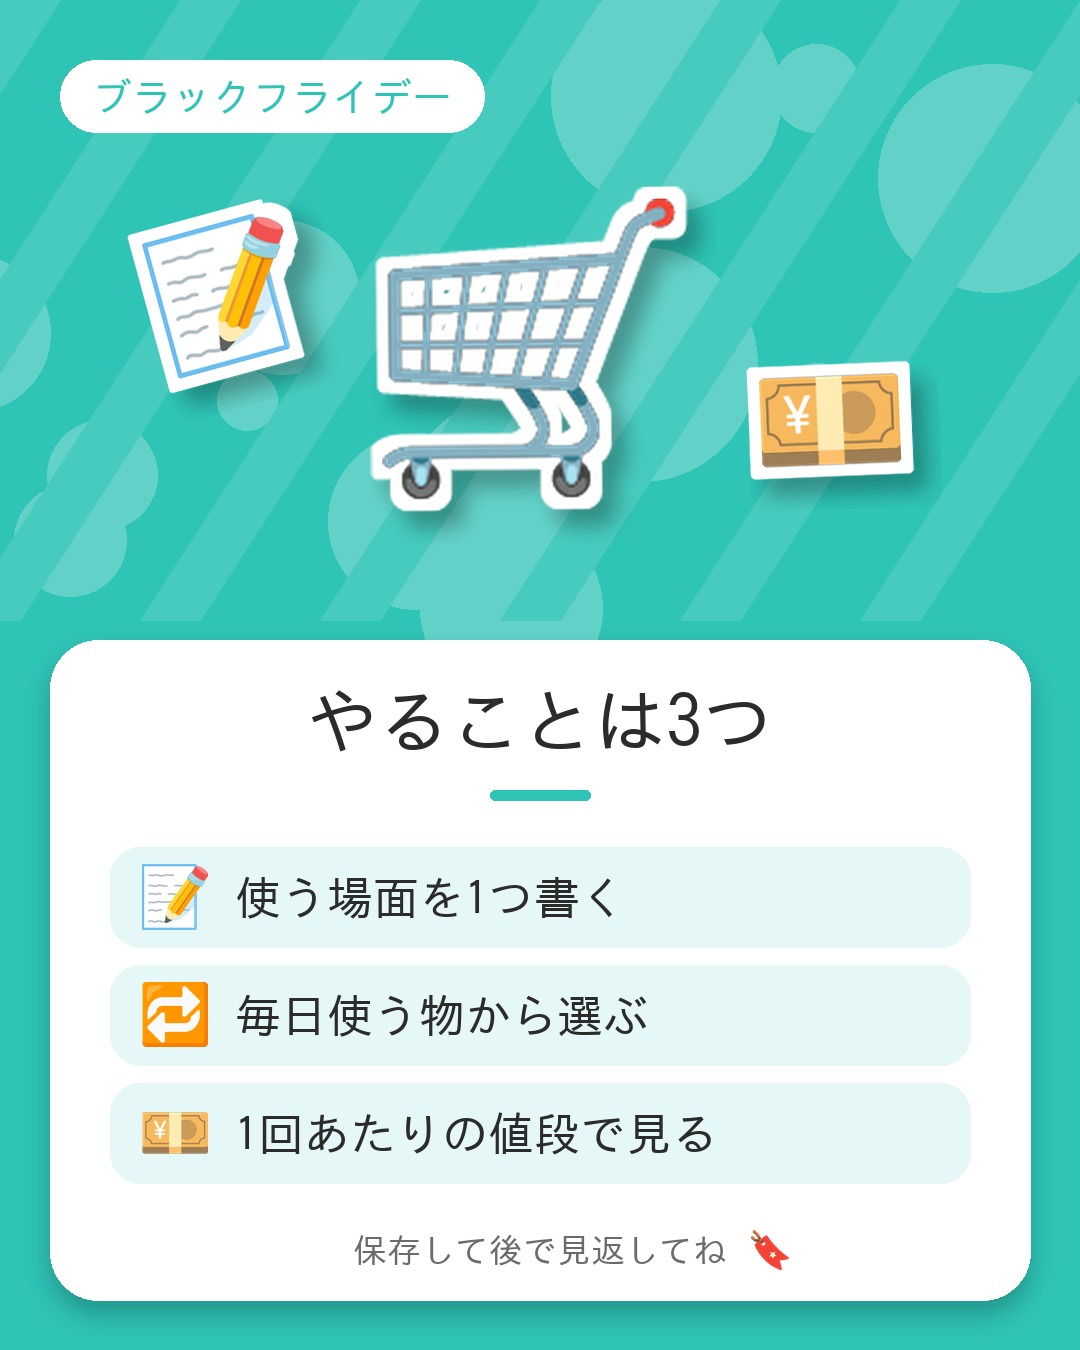 ブラックフライデー
¥
やることは3つ
使う場面を1つ書く
毎日使う物から選ぶ
¥
1回あたりの値段で見る
保存して後で見返してね